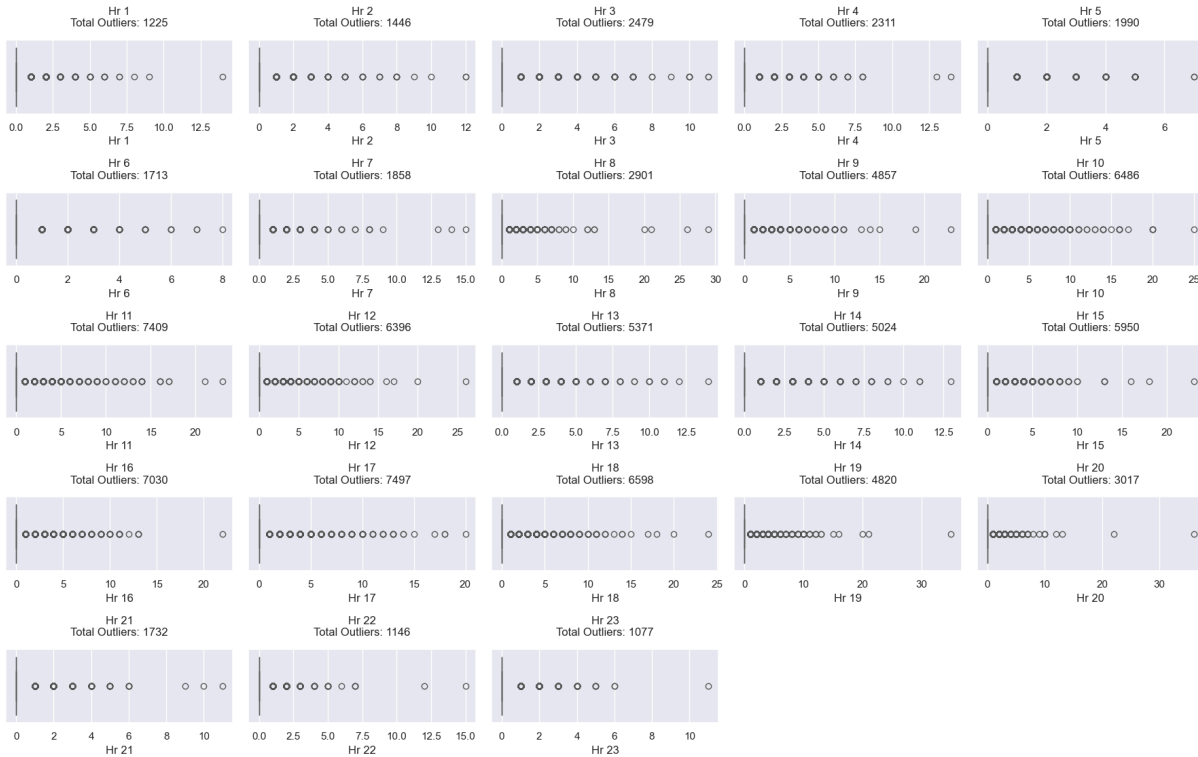 Hr 1
Total Outliers: 1225
0.0 2.5 5.0 7.5 10.0 12.5
Hr 1
Hr 2
Total Outliers: 1446
0 2 4 6 8 10 12
Hr 2
Hr 3
Total Outliers: 2479
0 2 4 6 8 10
Hr 3
Hr 4
Total Outliers: 2311
0.0 2.5 5.0 7.5 10.0 12.5
Hr 4
Hr 5
Total Outliers: 1990
0 2 4 6
Hr 5
Hr 6
Total Outliers: 1713
0 2 4 6 8
Hr 6
Hr 7
Total Outliers: 1858
0.0 2.5 5.0 7.5 10.0 12.5 15.0
Hr 7
Hr 8
Total Outliers: 2901
0 5 10 15 20 25 30
Hr 8
Hr 9
Total Outliers: 4857
0 5 10 15 20
Hr 9
Hr 10
Total Outliers: 6486
0 5 10 15 20 25
Hr 10
Hr 11
Total Outliers: 7409
0 5 10 15 20
Hr 11
Hr 12
Total Outliers: 6396
0 5 10 15 20 25
Hr 12
Hr 13
Total Outliers: 5371
0.0 2.5 5.0 7.5 10.0 12.5
Hr 13
Hr 14
Total Outliers: 5024
0.0 2.5 5.0 7.5 10.0 12.5
Hr 14
Hr 15
Total Outliers: 5950
0 5 10 15 20
Hr 15
Hr 16
Total Outliers: 7030
0 5 10 15 20
Hr 16
Hr 17
Total Outliers: 7497
0 5 10 15 20
Hr 17
Hr 18
Total Outliers: 6598
0 5 10 15 20 25
Hr 18
Hr 19
Total Outliers: 4820
0 10 20 30
Hr 19
Hr 20
Total Outliers: 3017
0 10 20 30
Hr 20
Hr 21
Total Outliers: 1732
0 2 4 6 8 10
Hr 21
Hr 22
Total Outliers: 1146
0.0 2.5 5.0 7.5 10.0 12.5 15.0
Hr 22
Hr 23
Total Outliers: 1077
0 2 4 6 8 10
Hr 23